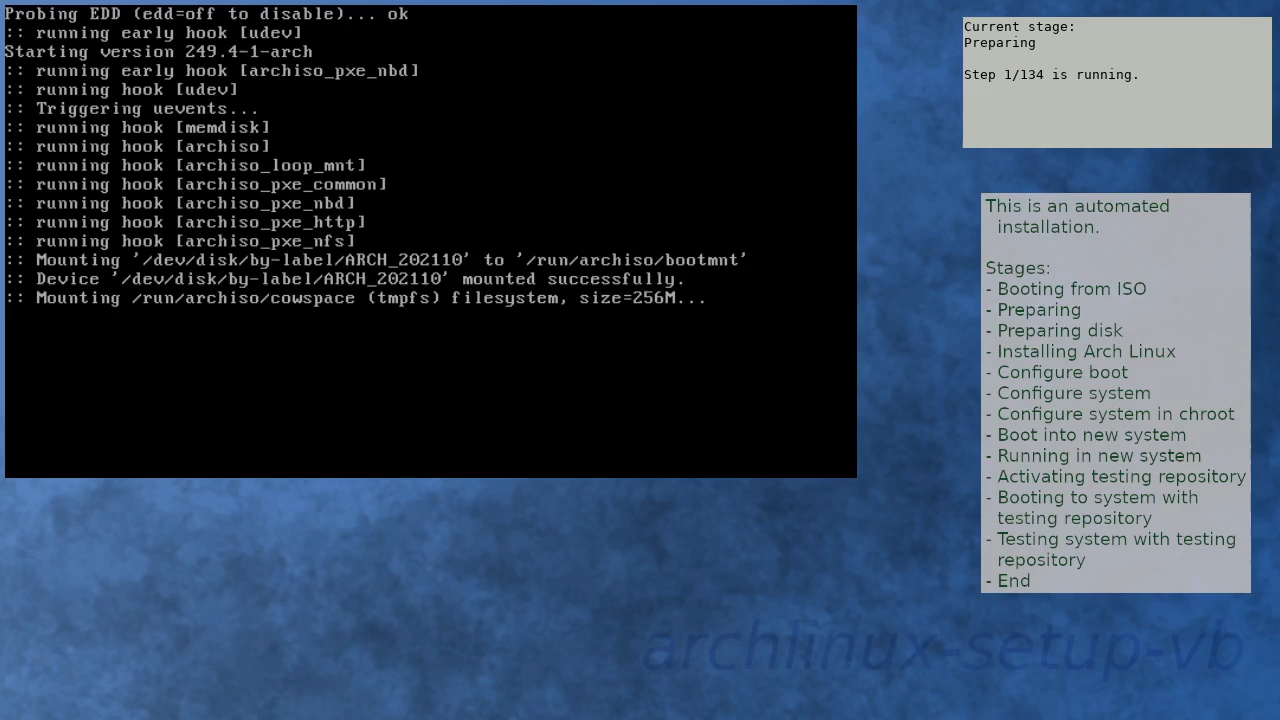 Probing EDD (edd=off to disable)... ok
:: running early hook [udev]
Starting version 249.4-1-arch
:: running early hook [archiso_pxe_nbd]
:: running hook [udev]
:: Triggering uevents...
:: running hook [memdisk]
:: running hook [archiso]
:: running hook [archiso_loop_mnt]
:: running hook [archiso_pxe_common]
:: running hook [archiso_pxe_nbd]
:: running hook [archiso_pxe_http]
:: running hook [archiso_pxe_nfs]
:: Mounting '/dev/disk/by-label/ARCH_202110' to '/run/archiso/bootmnt'
:: Device '/dev/disk/by-label/ARCH_202110' mounted successfully.
:: Mounting /run/archiso/cowspace (tmpfs) filesystem, size=256M...
Current stage:
Preparing
Step 1/134 is running.
This is an automated
installation.
Stages:
- Booting from ISO
- Preparing
- Preparing disk
- Installing Arch Linux
- Configure boot
- Configure system
- Configure system in chroot
- Boot into new system
- Running in new system
- Activating testing repository
- Booting to system with
testing repository
- Testing system with testing
repository
- End
archlinux-setup-vb